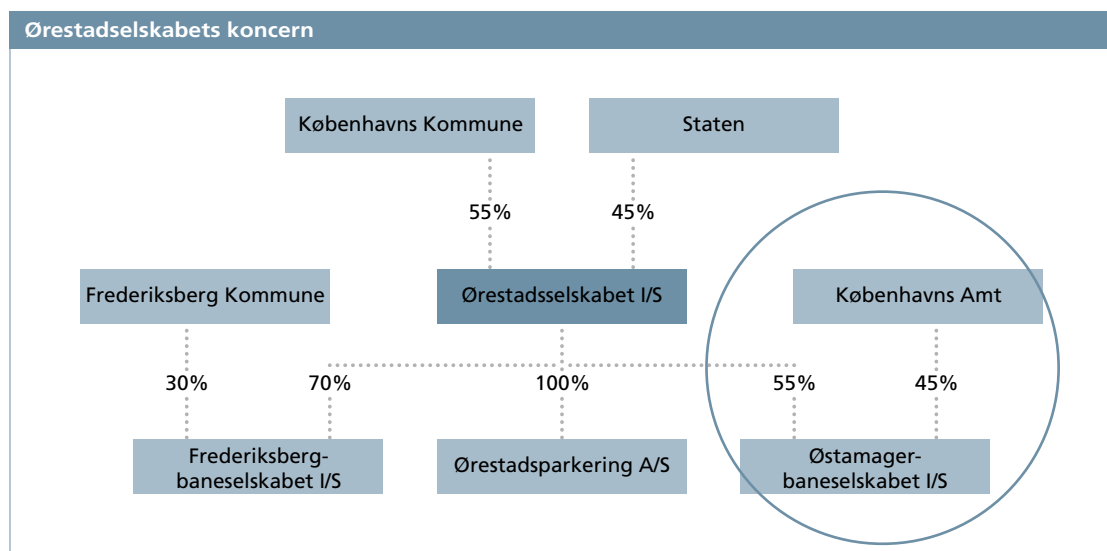 Ørestadselskabets koncern
Københavns Kommune
Staten
55%
45%
Frederiksberg Kommune
Ørestadsselskabet I/S
Københavns Amt
30%
70%
100%
55%
45%
Frederiksberg-
baneselskabet I/S
Ørestadsparkering A/S
Østamager-
baneselskabet I/S